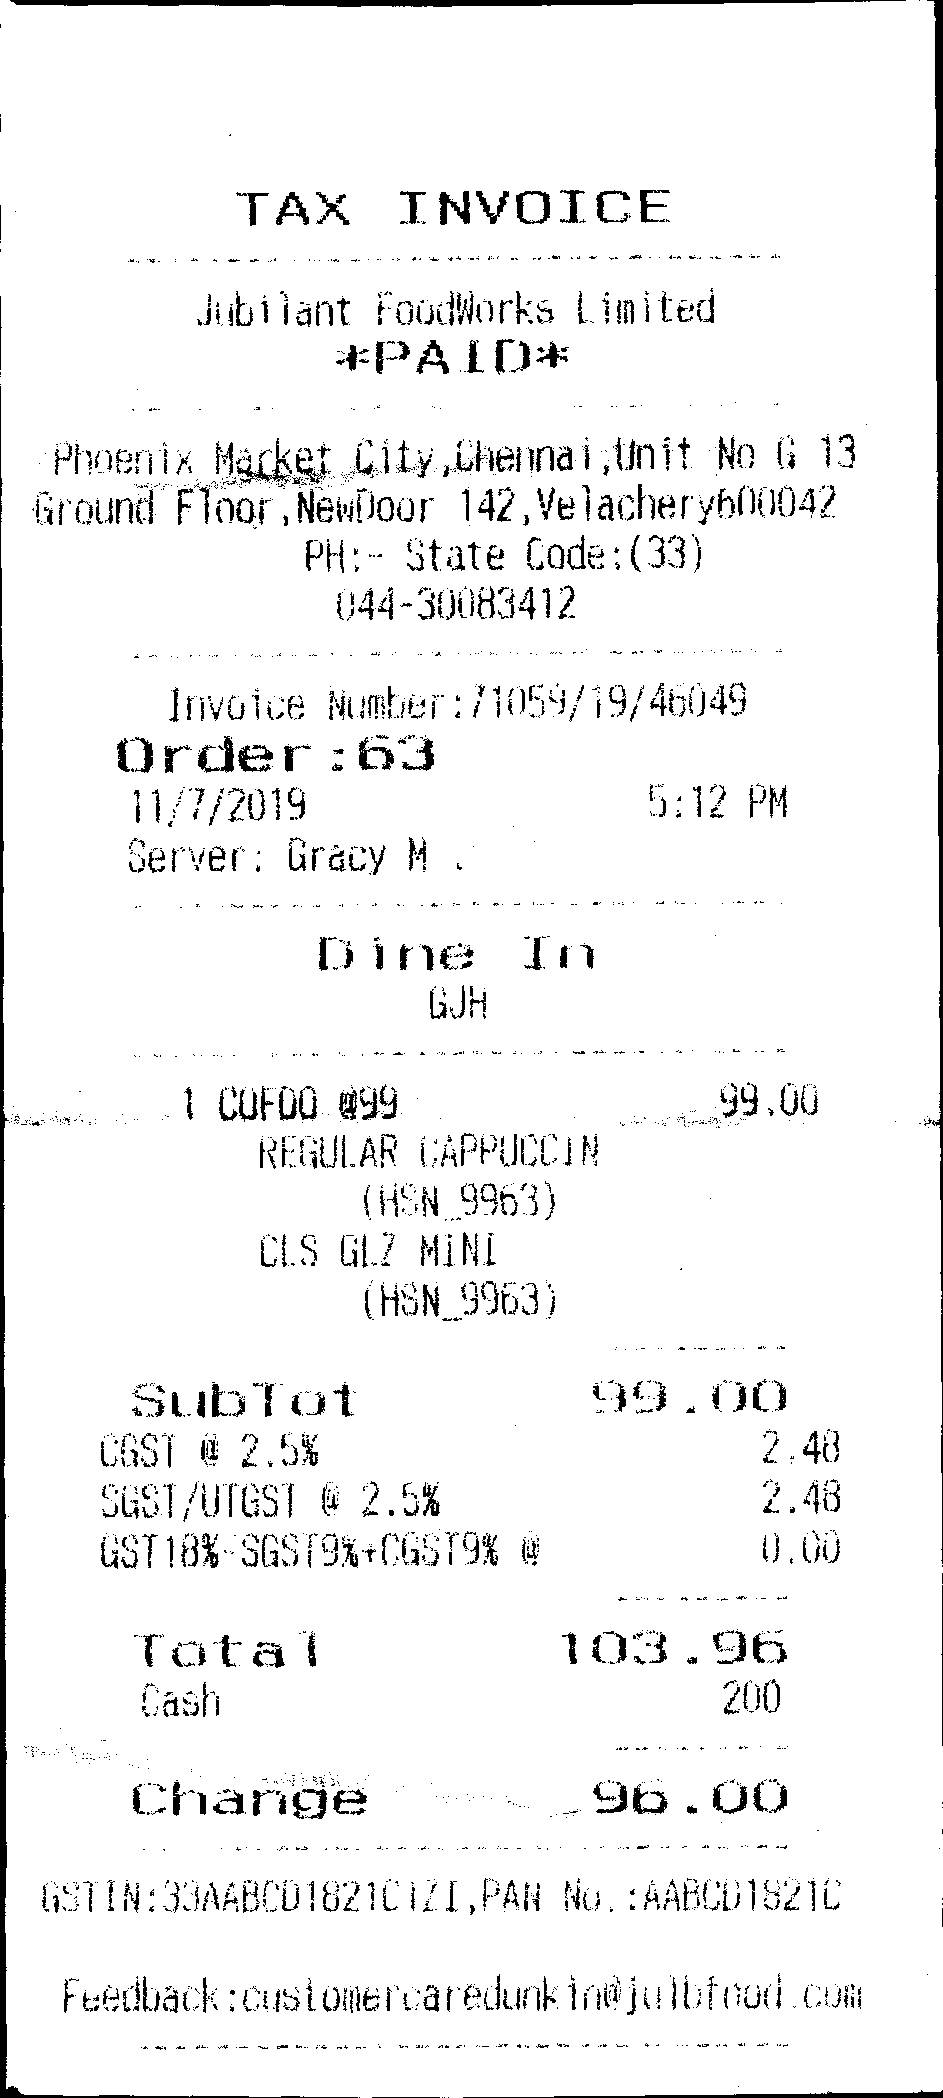 TAX INVOICE
Jubilant FoodWorks Limited
*PAID*
Phoenix Market City,Chennai,Unit No G 13
Ground Floor,NewDoor 142,Velachery600042
PH:- State Code:(33)
044-30083412
Invoice Number:71059/19/46049
Order:63
11/7/2019 5:12 PM
Server: Gracy M .
Dine In
GJH
1 COFDO @99 99.00
REGULAR CAPPUCCIN
(HSN_9963)
CLS GLZ MINI
(HSN_9963)
SubTot 99.00
CGST @ 2.5% 2.48
SGST/UTGST @ 2.5% 2.48
GST18%-SGST9%+CGST9% @ 0.00
Total 103.96
Cash 200
Change 96.00
GSTIN:33AABCD1821C1ZI,PAN No.:AABCD1821C
Feedback:customercaredunkin@julbfood.com